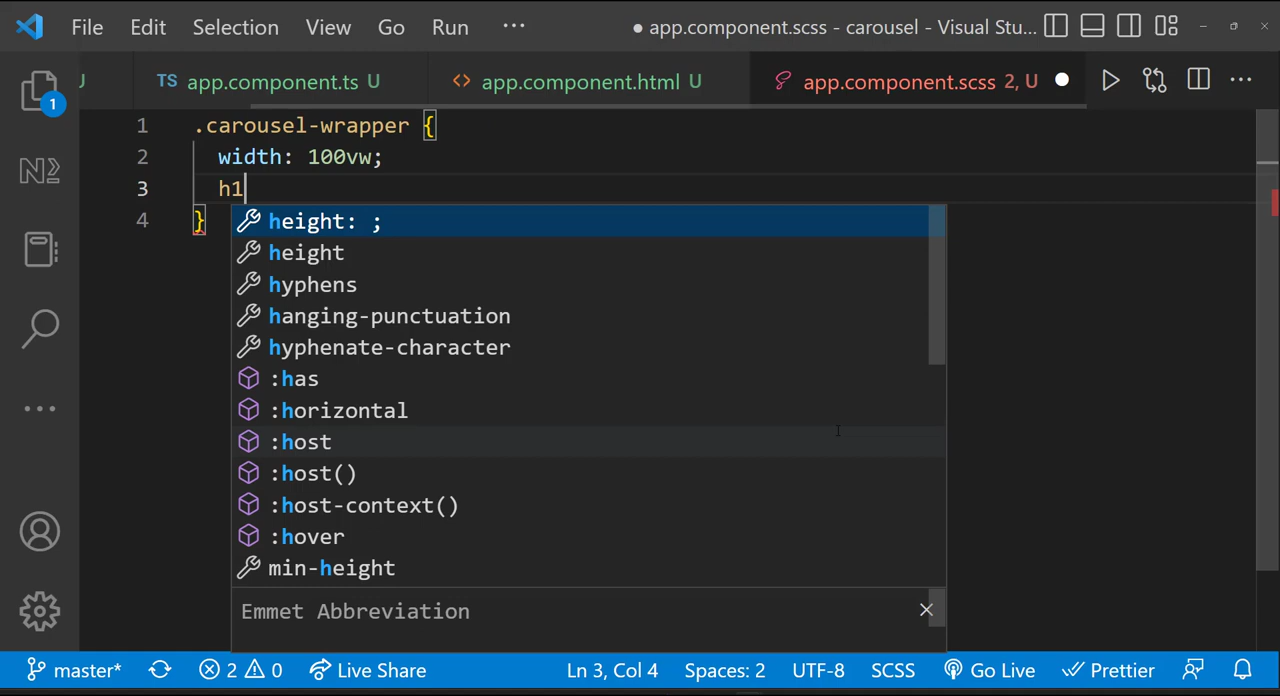 File Edit Selection View Go Run ··· ● app.component.scss - carousel - Visual Stu...
U TS app.component.ts U <> app.component.html U app.component.scss 2, U ● ···
1 .carousel-wrapper {
2 width: 100vw;
3 h1
4 }
height: ;
height
hyphens
hanging-punctuation
hyphenate-character
:has
:horizontal
:host
:host()
:host-context()
:hover
min-height
Emmet Abbreviation
1
master* 2 0 Live Share Ln 3, Col 4 Spaces: 2 UTF-8 SCSS Go Live Prettier